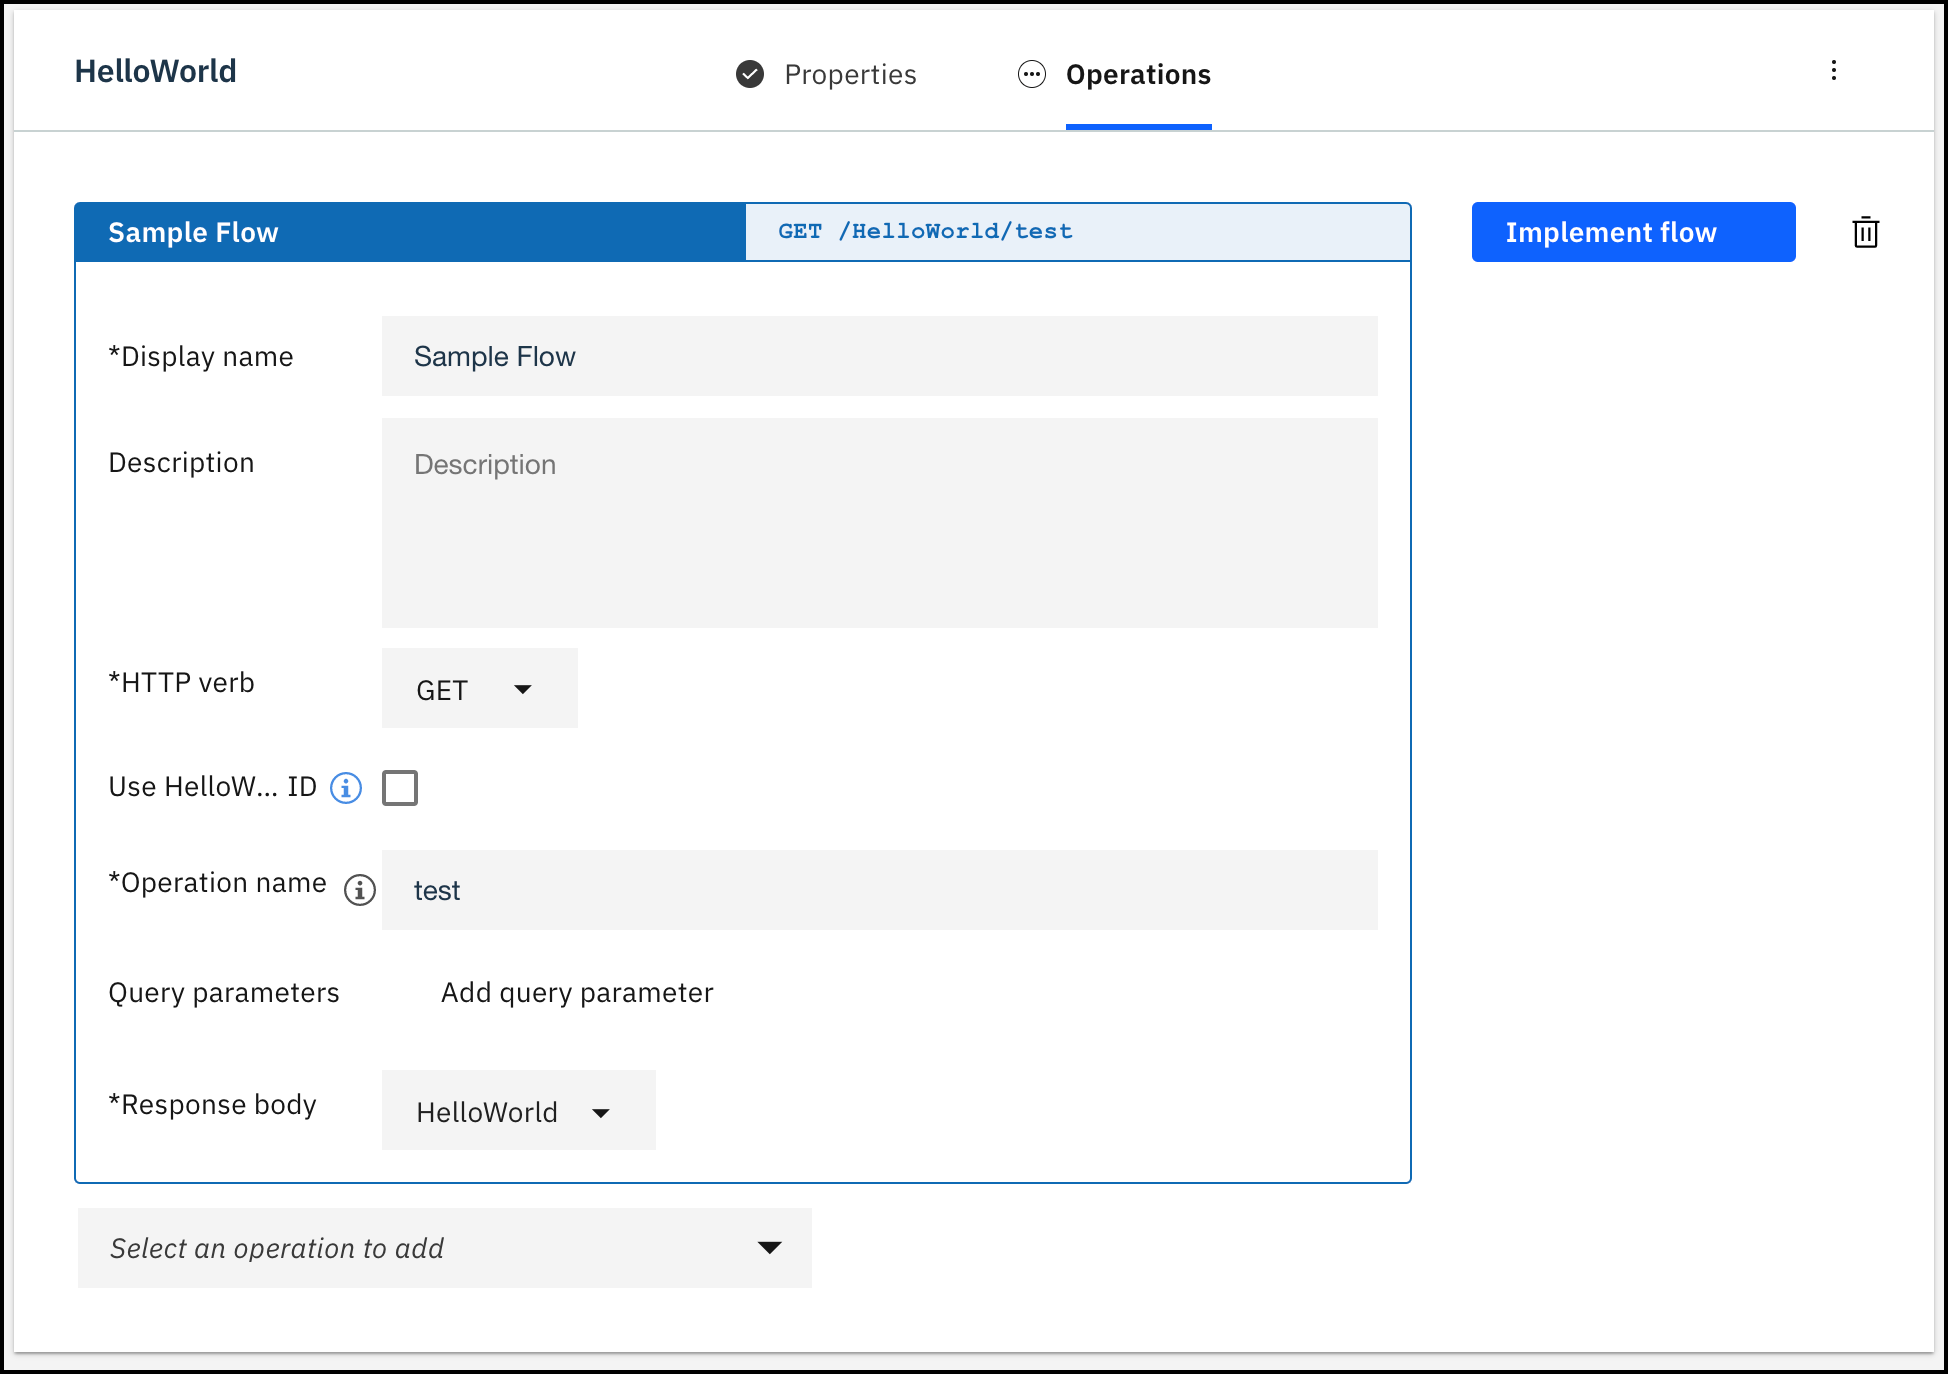 HelloWorld
Properties
Operations
Sample Flow
GET /HelloWorld/test
Implement flow
*Display name
Sample Flow
Description
Description
*HTTP verb
GET
Use HelloW... ID
*Operation name
test
Query parameters
Add query parameter
*Response body
HelloWorld
Select an operation to add